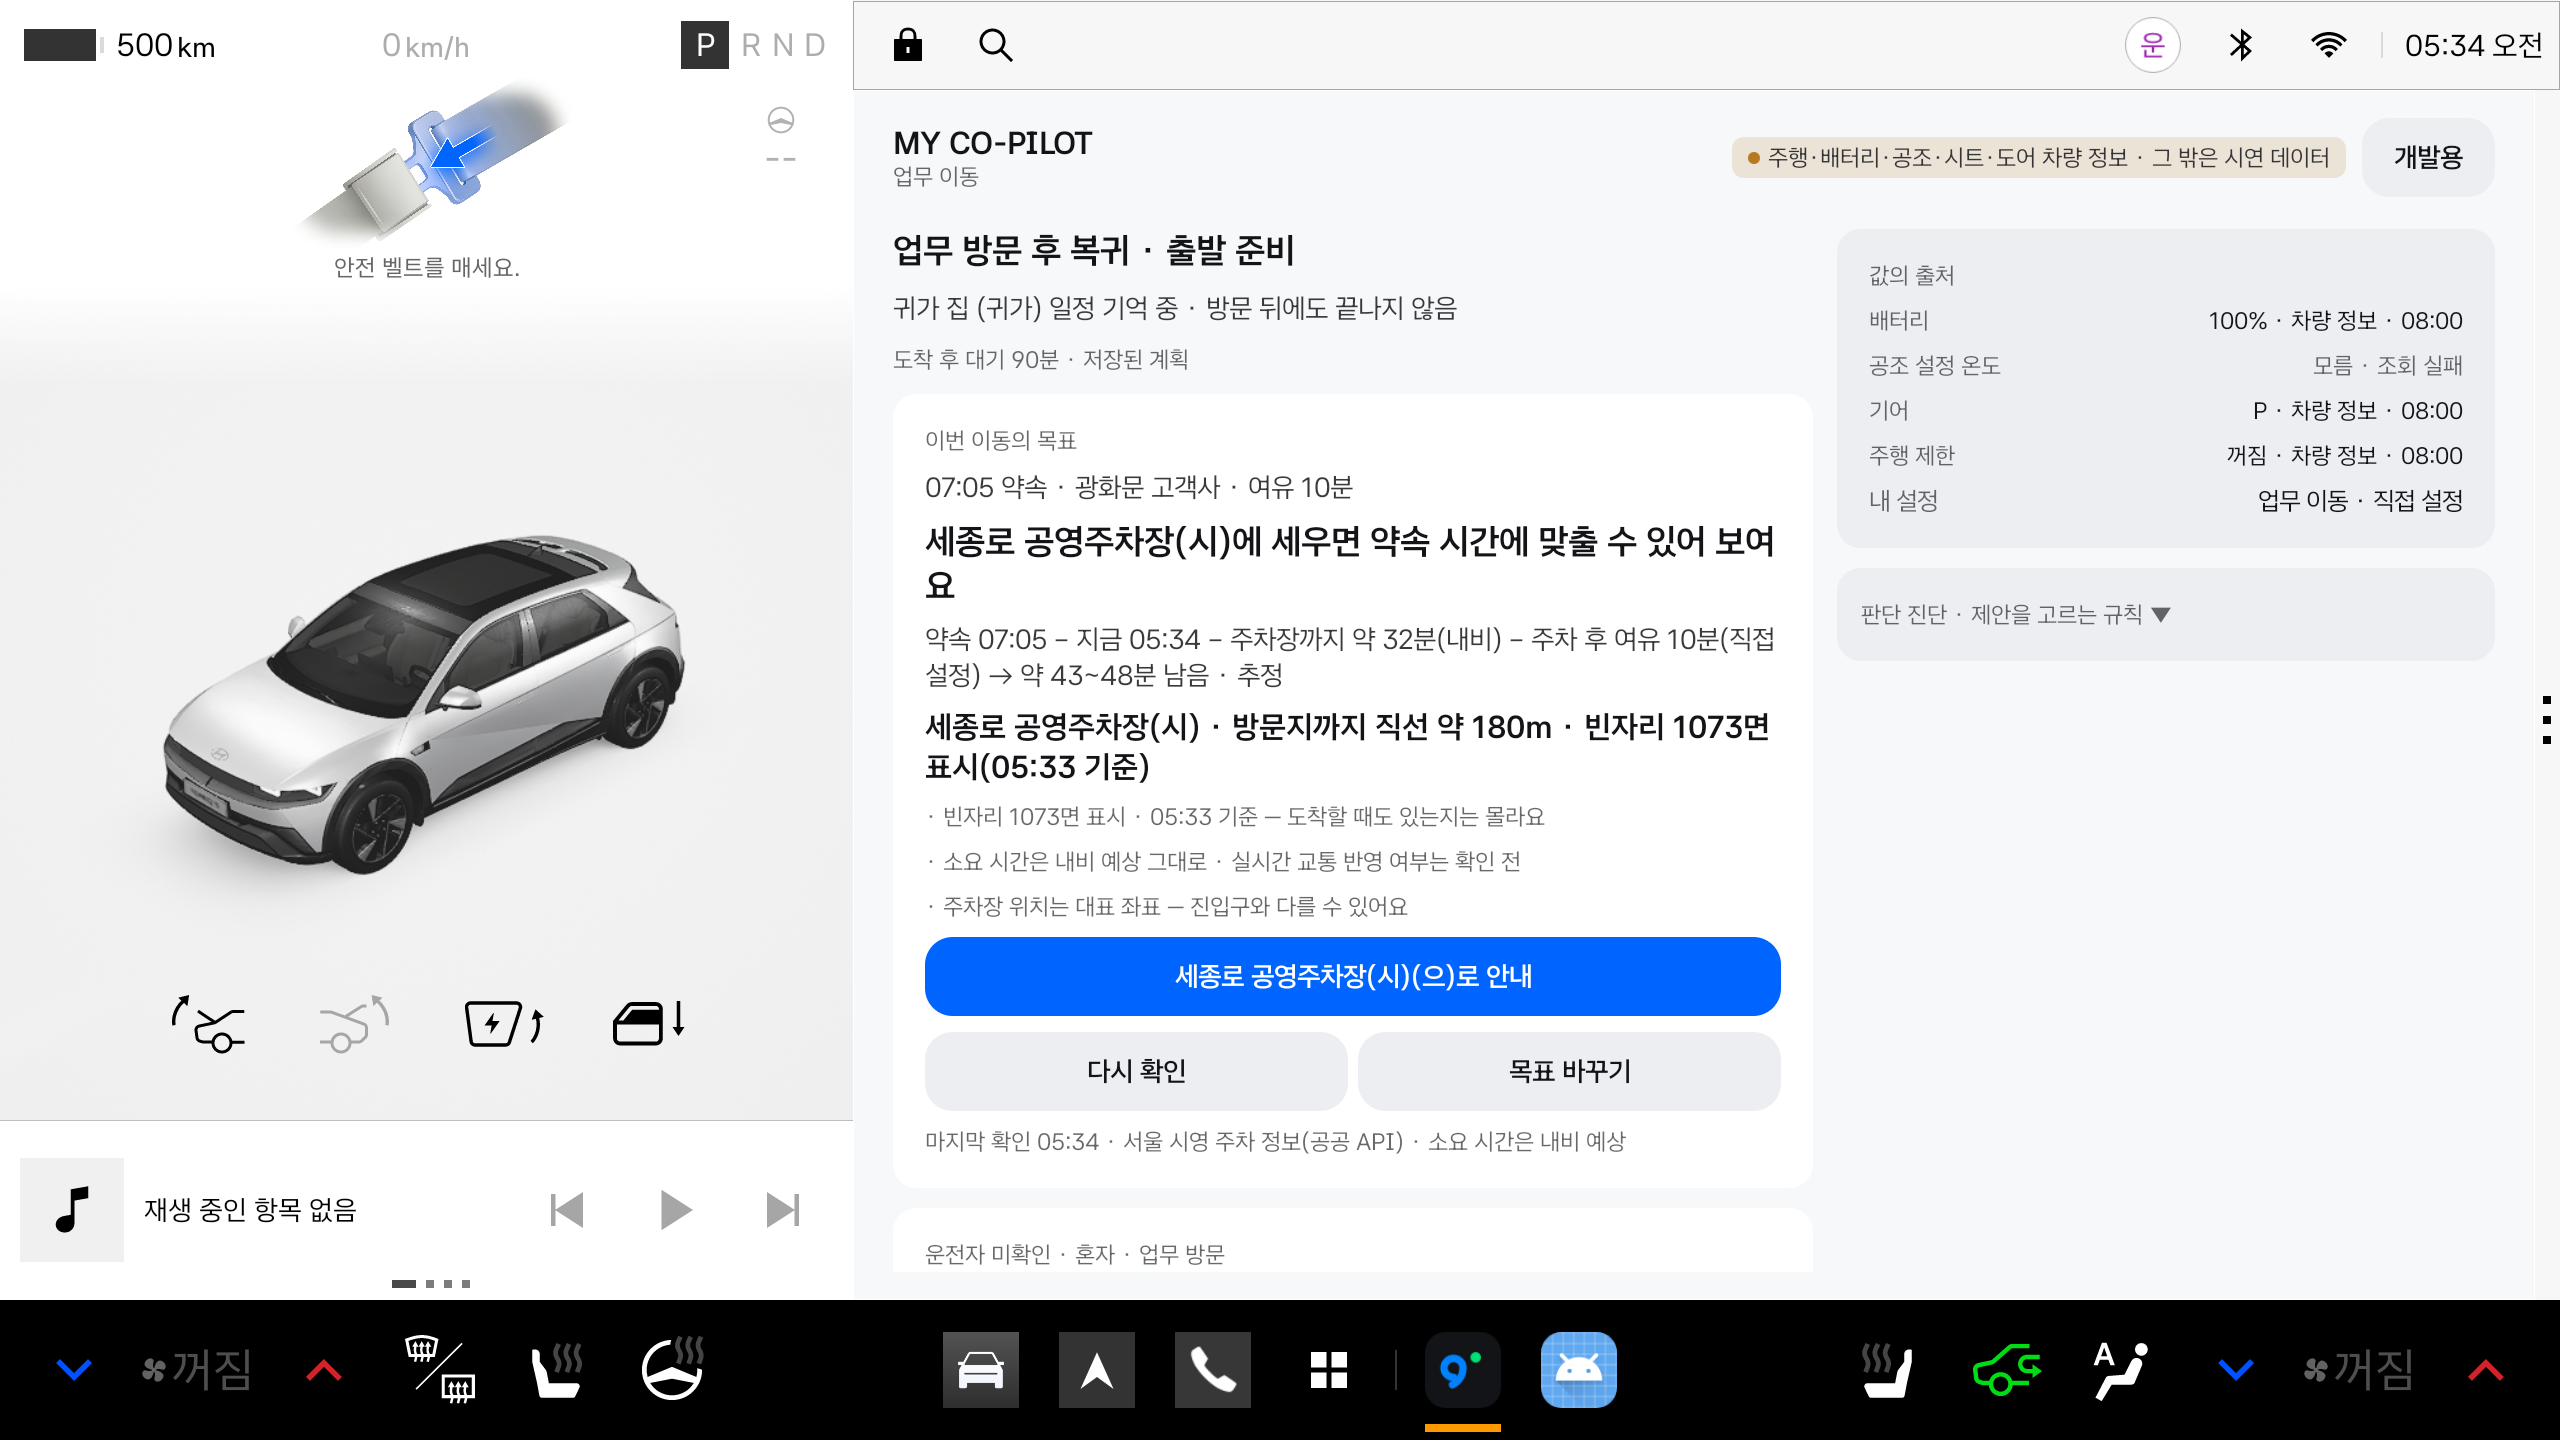 500 km
0 km/h
P R N D
안전 벨트를 매세요.
재생 중인 항목 없음
운
05:34 오전
MY CO-PILOT
업무 이동
주행·배터리·공조·시트·도어 차량 정보 · 그 밖은 시연 데이터
개발용
업무 방문 후 복귀 · 출발 준비
귀가 집 (귀가) 일정 기억 중 · 방문 뒤에도 끝나지 않음
도착 후 대기 90분 · 저장된 계획
이번 이동의 목표
07:05 약속 · 광화문 고객사 · 여유 10분
세종로 공영주차장(시)에 세우면 약속 시간에 맞출 수 있어 보여
요
약속 07:05 − 지금 05:34 − 주차장까지 약 32분(내비) − 주차 후 여유 10분(직접
설정) → 약 43~48분 남음 · 추정
세종로 공영주차장(시) · 방문지까지 직선 약 180m · 빈자리 1073면
표시(05:33 기준)
· 빈자리 1073면 표시 · 05:33 기준 — 도착할 때도 있는지는 몰라요
· 소요 시간은 내비 예상 그대로 · 실시간 교통 반영 여부는 확인 전
· 주차장 위치는 대표 좌표 — 진입구와 다를 수 있어요
세종로 공영주차장(시)(으)로 안내
다시 확인
목표 바꾸기
마지막 확인 05:34 · 서울 시영 주차 정보(공공 API) · 소요 시간은 내비 예상
운전자 미확인 · 혼자 · 업무 방문
값의 출처
배터리 100% · 차량 정보 · 08:00
공조 설정 온도 모름 · 조회 실패
기어 P · 차량 정보 · 08:00
주행 제한 꺼짐 · 차량 정보 · 08:00
내 설정 업무 이동 · 직접 설정
판단 진단 · 제안을 고르는 규칙 ▼
꺼짐
A
꺼짐